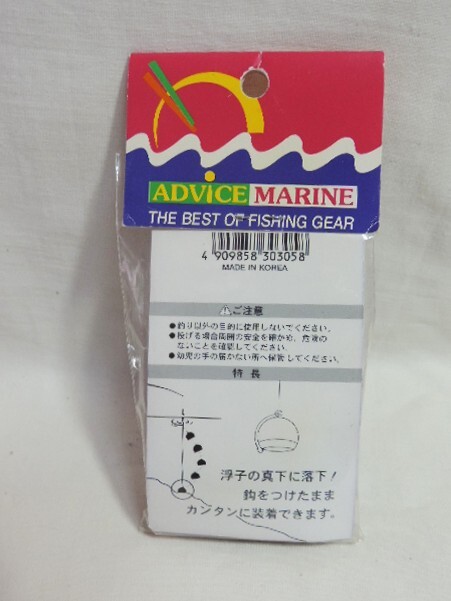 ADVICE MARINE
THE BEST OF FISHING GEAR
4 909858 303058
MADE IN KOREA
⚠ご注意
●釣り以外の目的に使用しないでください。
●投げる場合周囲の安全を確かめ、危険の
ないことを確認してください。
●幼児の手の届かない所へ保管してください。
特長
浮子の真下に落下!
鈎をつけたまま
カンタンに装着できます。